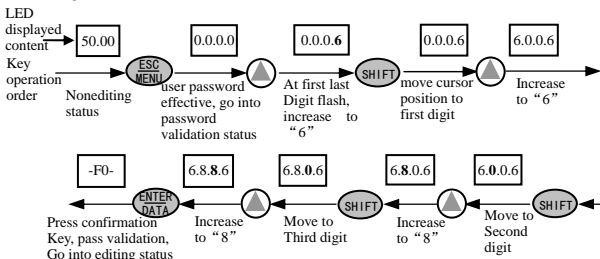 LED
displayed
content
50.00
0.0.0.0
0.0.0.6
0.0.0.6
6.0.0.6
Key
operation
order
ESC
MENU
SHIFT
Nonediting
status
user password
effective, go into
password
validation status
At first last
Digit flash,
increase to
“6”
move cursor
position to
first digit
Increase
to “6”
-F0-
6.8.8.6
6.8.0.6
6.8.0.6
6.0.0.6
ENTER
DATA
SHIFT
SHIFT
Press confirmation
Key, pass validation,
Go into editing status
Increase
to “8”
Move to
Third digit
Increase
to “8”
Move to
Second
digit